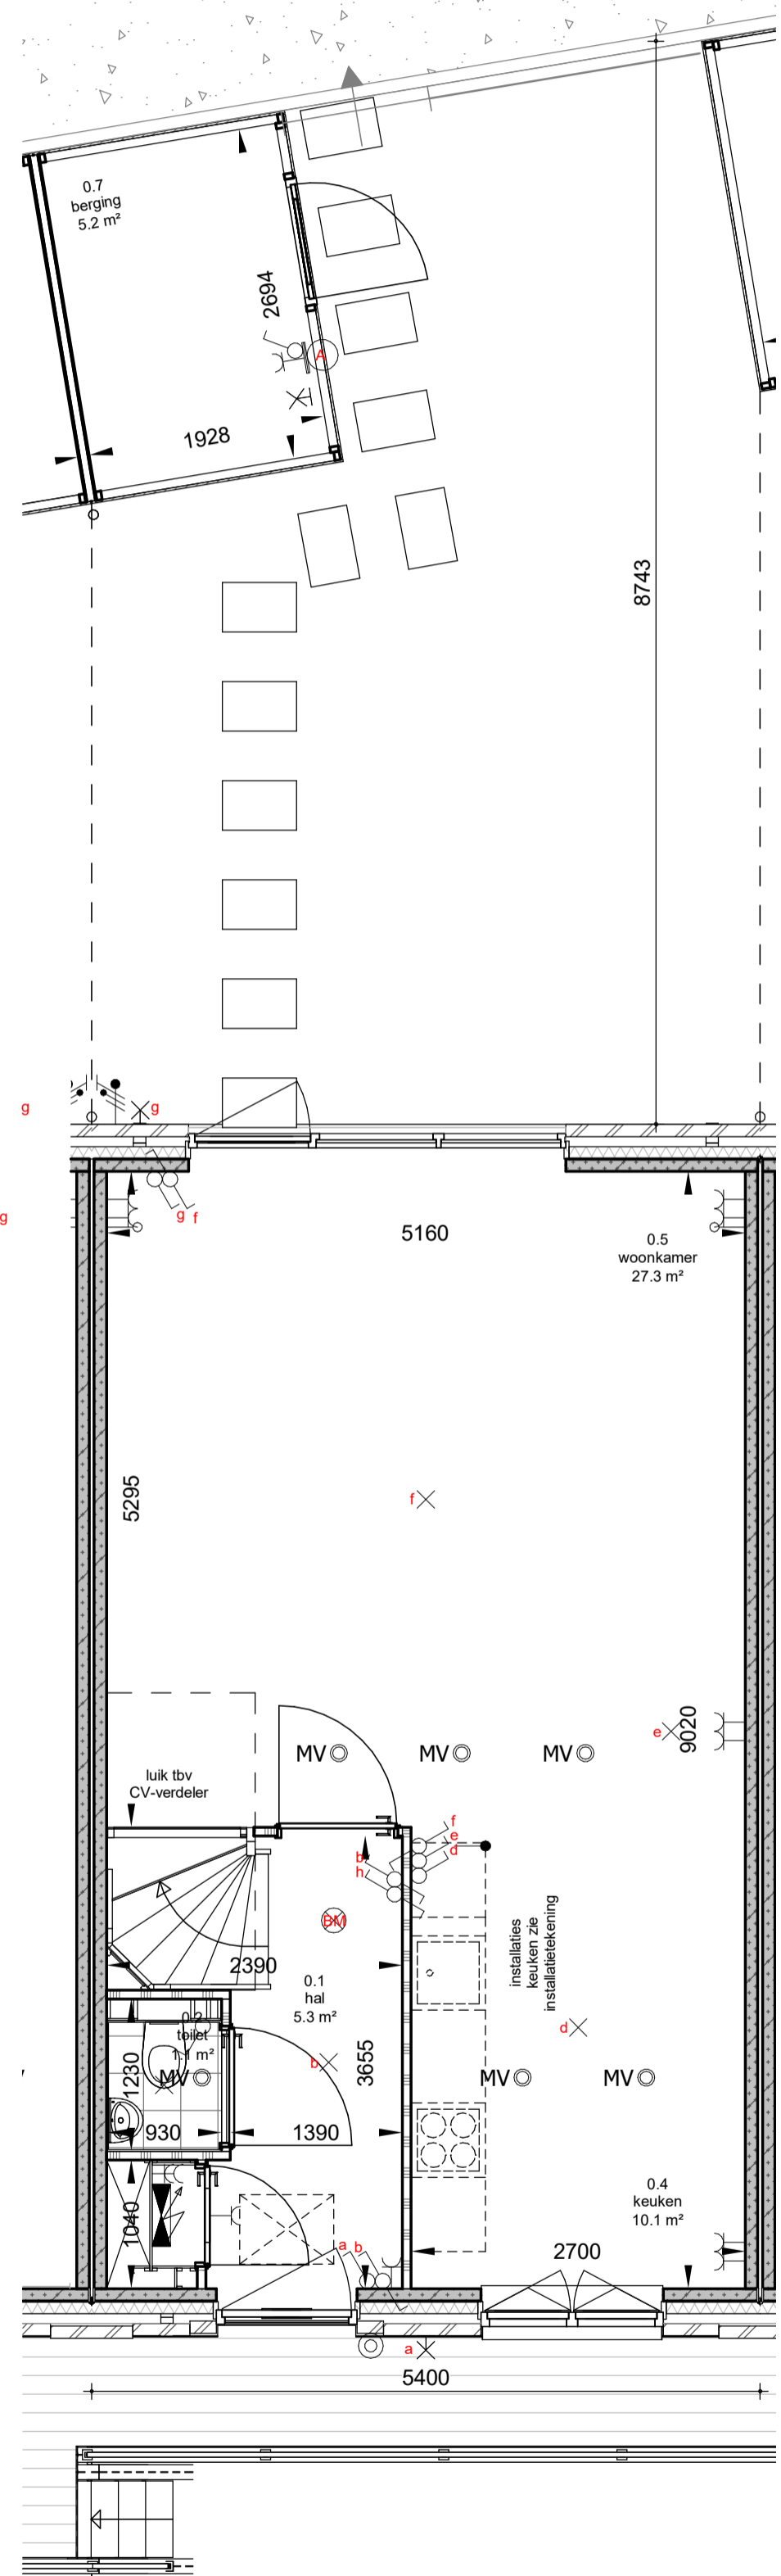 0.7
berging
5.2 m²
2694
A
1928
8743
g
g
g
g f
5160
0.5
woonkamer
27.3 m²
5295
f
e
9020
MV
MV
MV
luik tbv
CV-verdeler
f
e
d
b
h
BM
installaties
keuken zie
installatietekening
2390
0.1
hal
5.3 m²
0.2
toilet
1.1 m²
d
b
3655
1230
MV
MV
MV
930
1390
1040
0.4
keuken
10.1 m²
a b
2700
a
5400